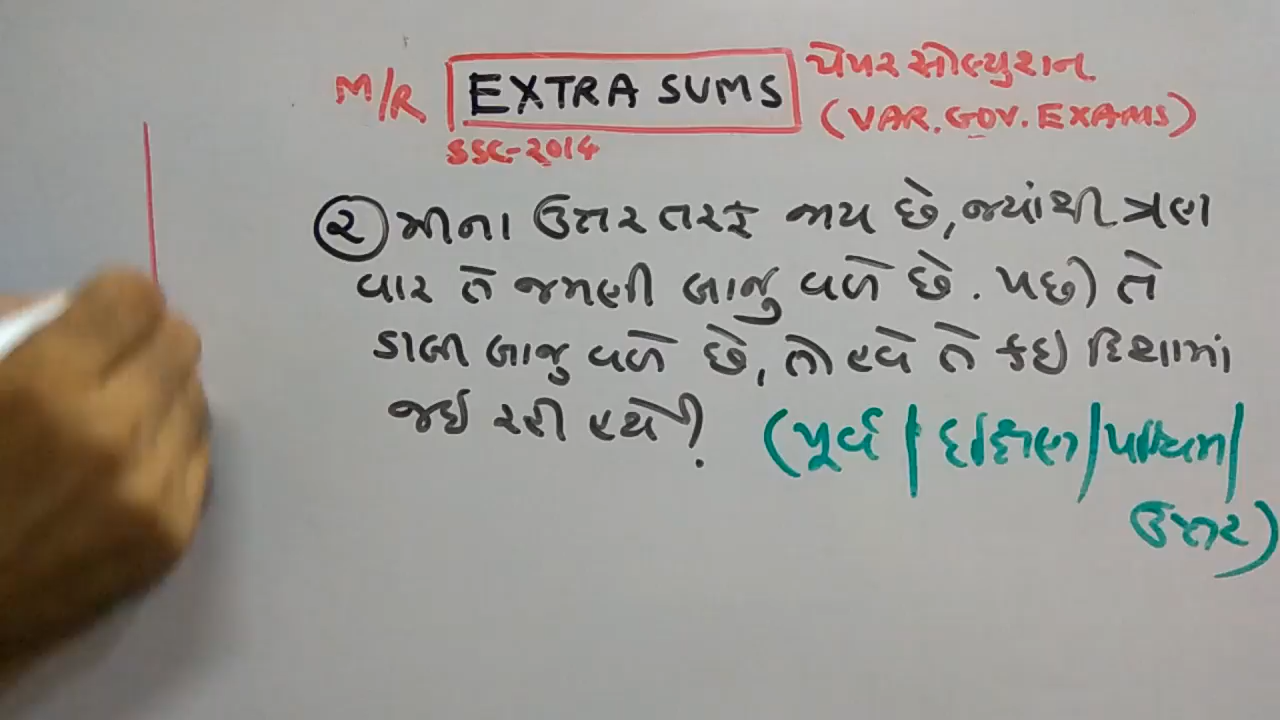 M/R EXTRA SUMS પેપર સોલ્યુશન
(VAR. GOV. EXAMS)
SSC-2014
૨ મીના ઉત્તર તરફ જાય છે, જ્યાંથી ત્રણ
વાર તે જમણી બાજુ વળે છે. પછી તે
ડાબી બાજુ વળે છે, તો હવે તે કઇ દિશામાં
જઇ રહી હશે?
(પૂર્વ / દક્ષિણ / પશ્ચિમ /
ઉત્તર)